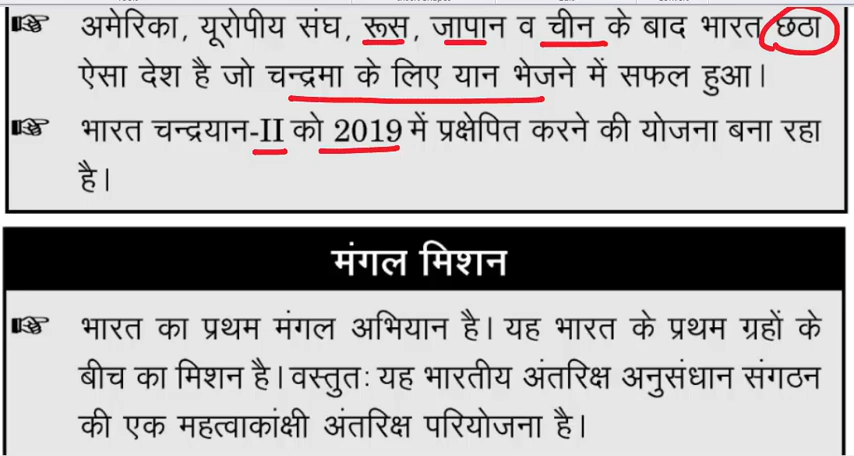 ☞ अमेरिका, यूरोपीय संघ, रूस, जापान व चीन के बाद भारत छठा
ऐसा देश है जो चन्द्रमा के लिए यान भेजने में सफल हुआ।
☞ भारत चन्द्रयान-II को 2019 में प्रक्षेपित करने की योजना बना रहा
है।
मंगल मिशन
☞ भारत का प्रथम मंगल अभियान है। यह भारत के प्रथम ग्रहों के
बीच का मिशन है। वस्तुतः यह भारतीय अंतरिक्ष अनुसंधान संगठन
की एक महत्वाकांक्षी अंतरिक्ष परियोजना है।